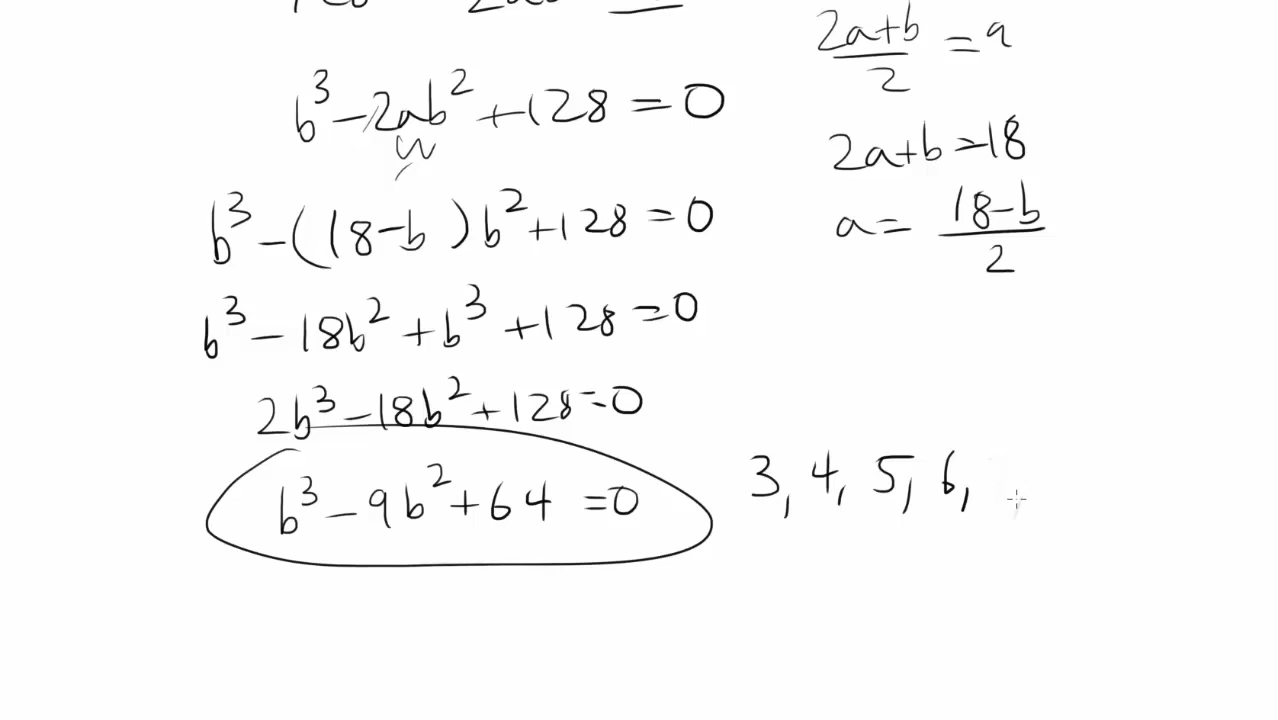 (2a+b)/2 = 9
b³ - 2ab² + 128 = 0
2a+b = 18
b³ - (18-b)b² + 128 = 0
a = (18-b)/2
b³ - 18b² + b³ + 128 = 0
2b³ - 18b² + 128 = 0
b³ - 9b² + 64 = 0
3, 4, 5, 6,